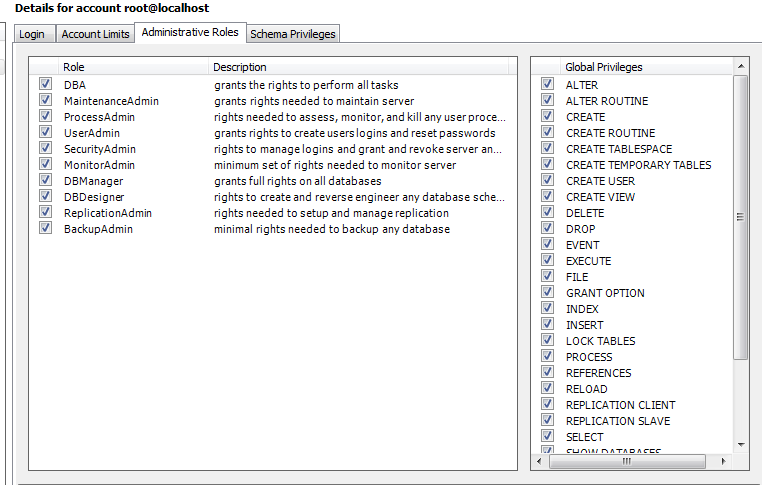 Details for account root@localhost
Login
Account Limits
Administrative Roles
Schema Privileges
Role Description
DBA grants the rights to perform all tasks
MaintenanceAdmin grants rights needed to maintain server
ProcessAdmin rights needed to assess, monitor, and kill any user proce...
UserAdmin grants rights to create users logins and reset passwords
SecurityAdmin rights to manage logins and grant and revoke server an...
MonitorAdmin minimum set of rights needed to monitor server
DBManager grants full rights on all databases
DBDesigner rights to create and reverse engineer any database sche...
ReplicationAdmin rights needed to setup and manage replication
BackupAdmin minimal rights needed to backup any database
Global Privileges
ALTER
ALTER ROUTINE
CREATE
CREATE ROUTINE
CREATE TABLESPACE
CREATE TEMPORARY TABLES
CREATE USER
CREATE VIEW
DELETE
DROP
EVENT
EXECUTE
FILE
GRANT OPTION
INDEX
INSERT
LOCK TABLES
PROCESS
REFERENCES
RELOAD
REPLICATION CLIENT
REPLICATION SLAVE
SELECT
SHOW DATABASES